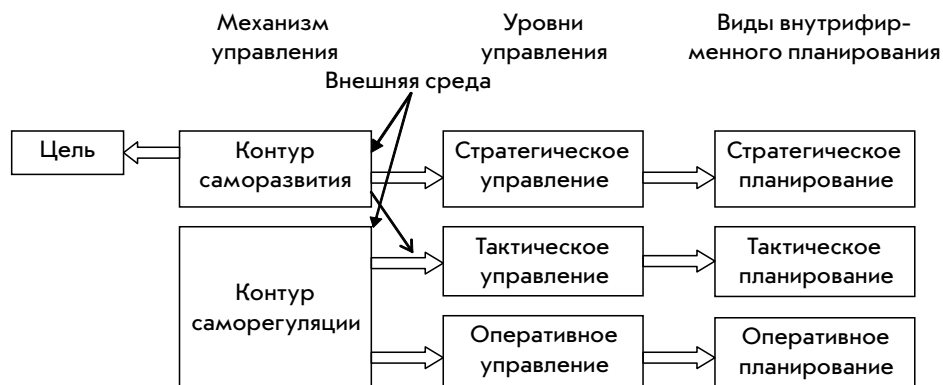 Механизм
управления
Уровни
управления
Виды внутрифир-
менного планирования
Внешняя среда
Цель
Контур
саморазвития
Стратегическое
управление
Стратегическое
планирование
Контур
саморегуляции
Тактическое
управление
Тактическое
планирование
Оперативное
управление
Оперативное
планирование